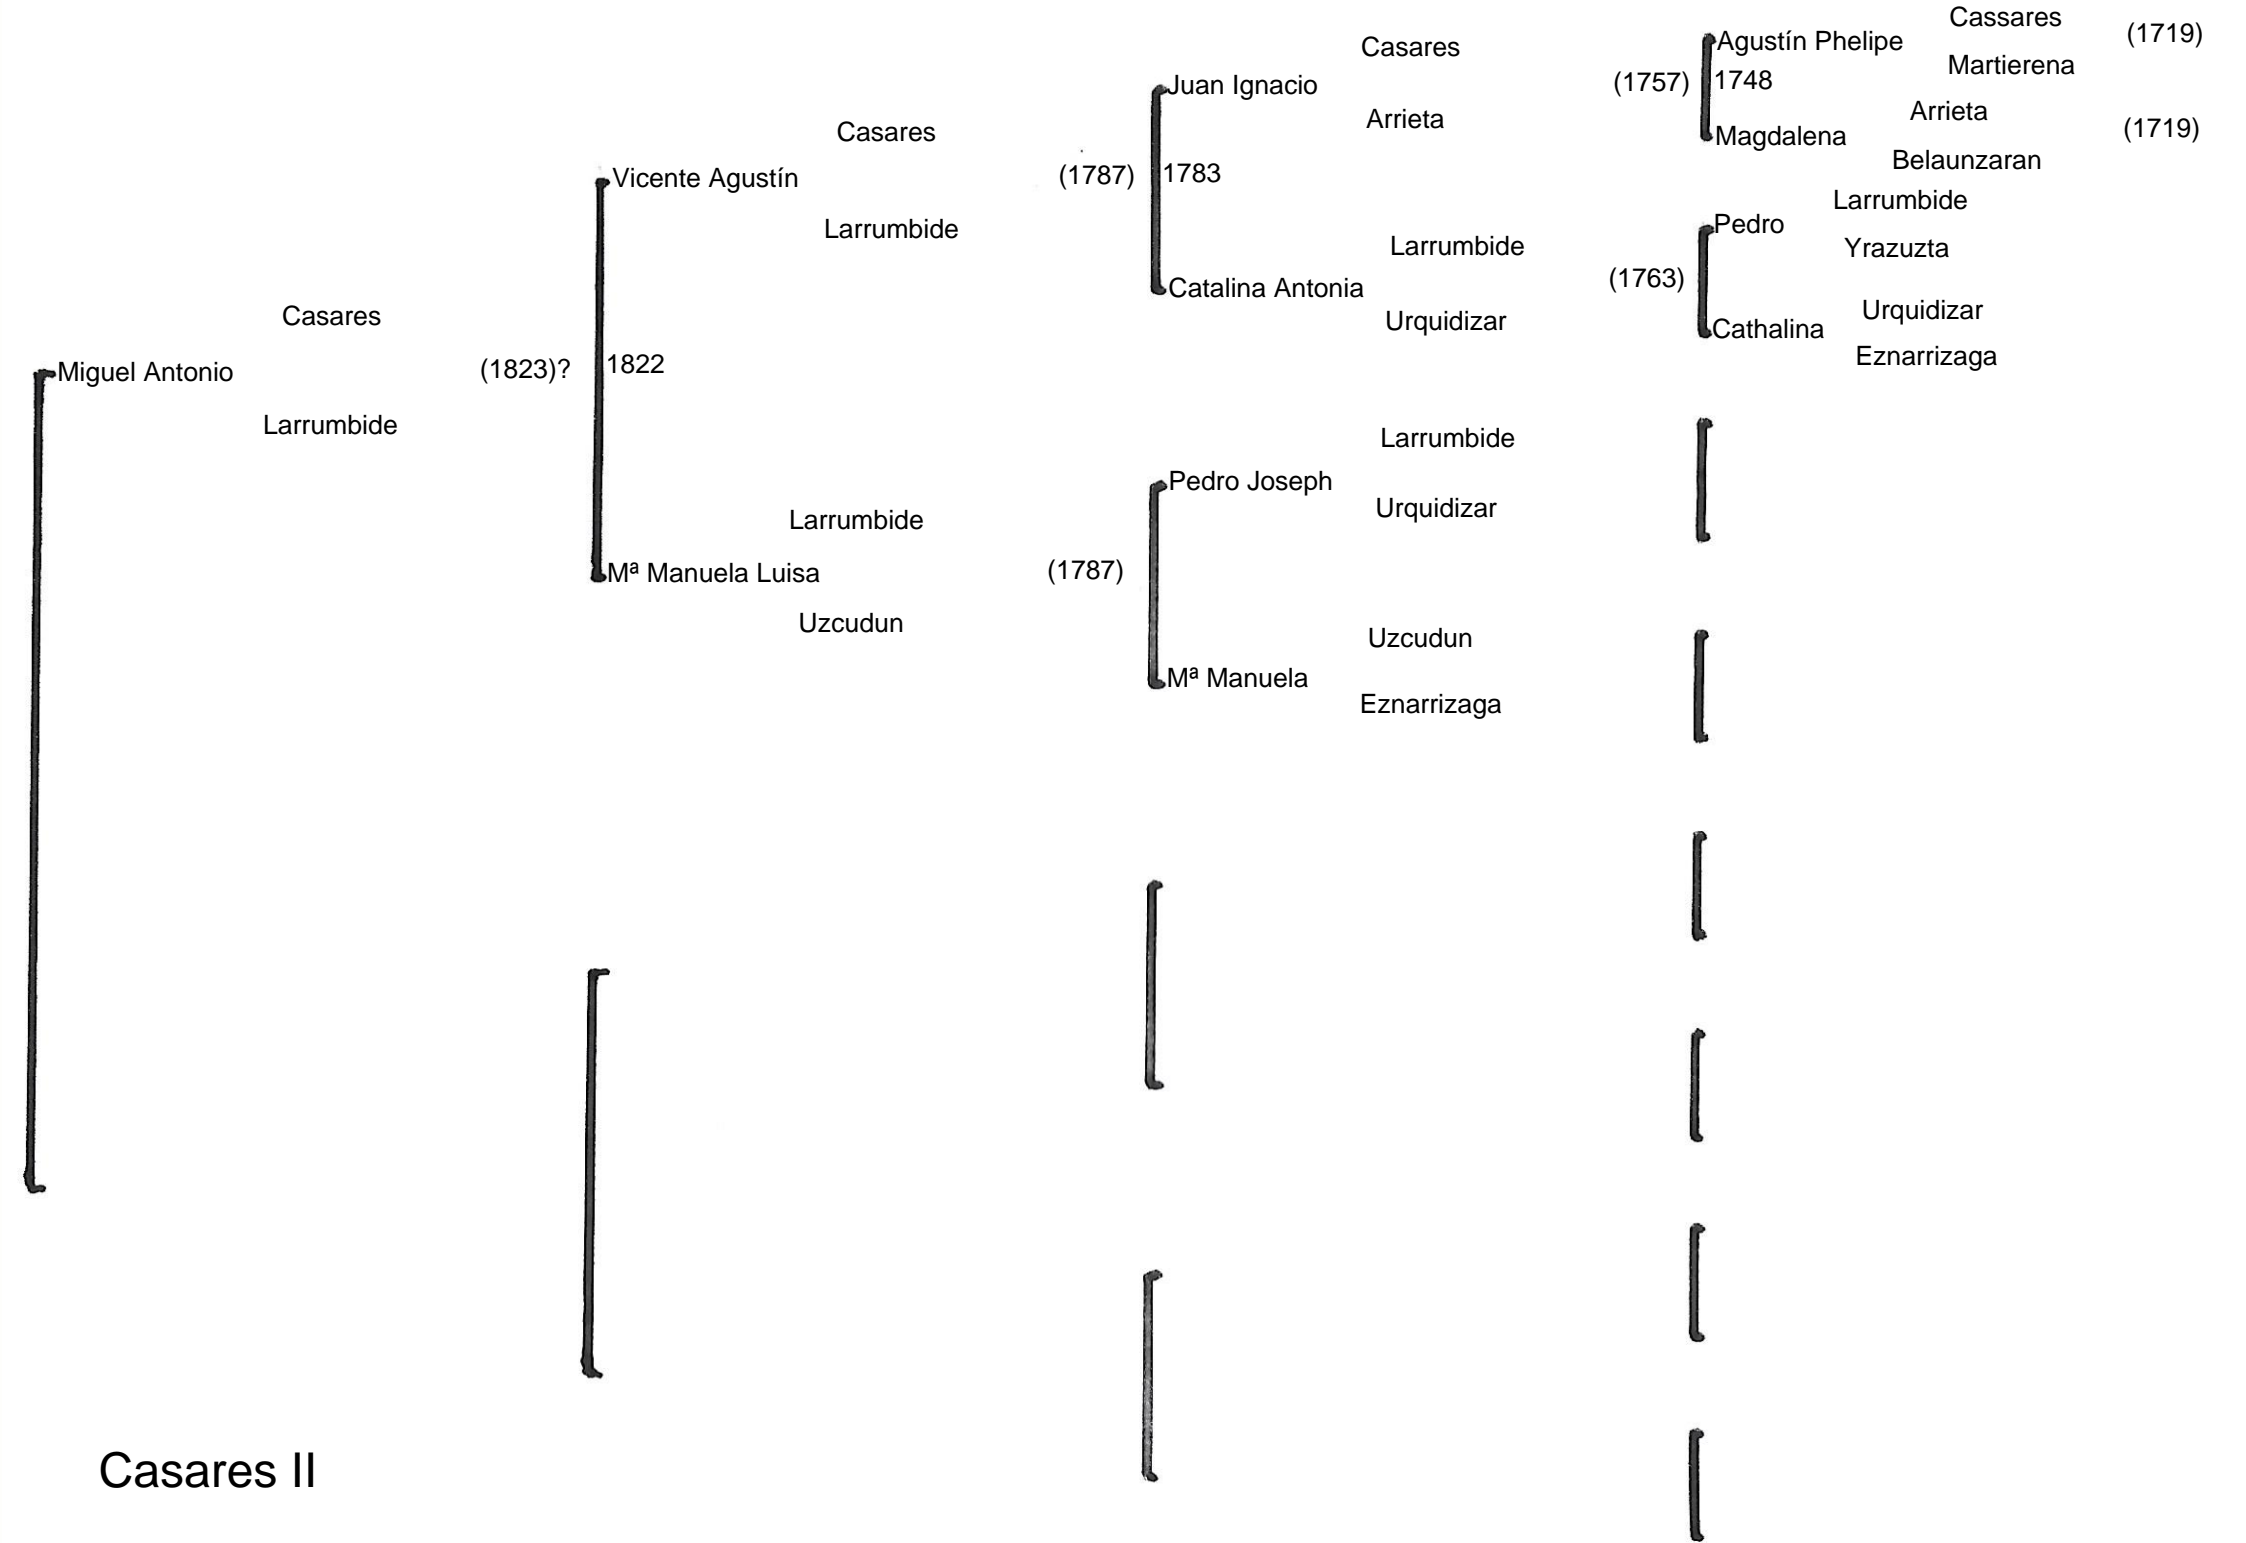 Casares
Miguel Antonio
Larrumbide
(1823)?
Casares
Vicente Agustín
Larrumbide
1822
Larrumbide
Mª Manuela Luisa
Uzcudun
(1787)
(1787)
Casares
Juan Ignacio
Arrieta
1783
Larrumbide
Catalina Antonia
Urquidizar
Larrumbide
Pedro Joseph
Urquidizar
Uzcudun
Mª Manuela
Eznarrizaga
(1757)
(1763)
Cassares
Agustín Phelipe
(1719)
Martierena
1748
Arrieta
Magdalena
(1719)
Belaunzaran
Larrumbide
Pedro
Yrazuzta
Urquidizar
Cathalina
Eznarrizaga
Casares II